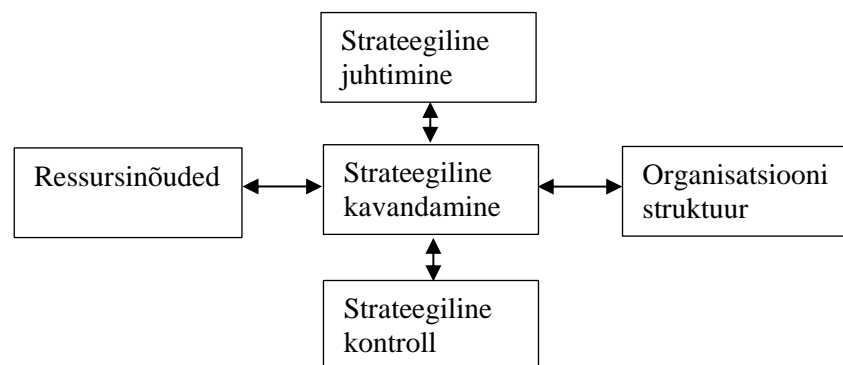 Strateegiline
juhtimine
Ressursinõuded
Strateegiline
kavandamine
Organisatsiooni
struktuur
Strateegiline
kontroll